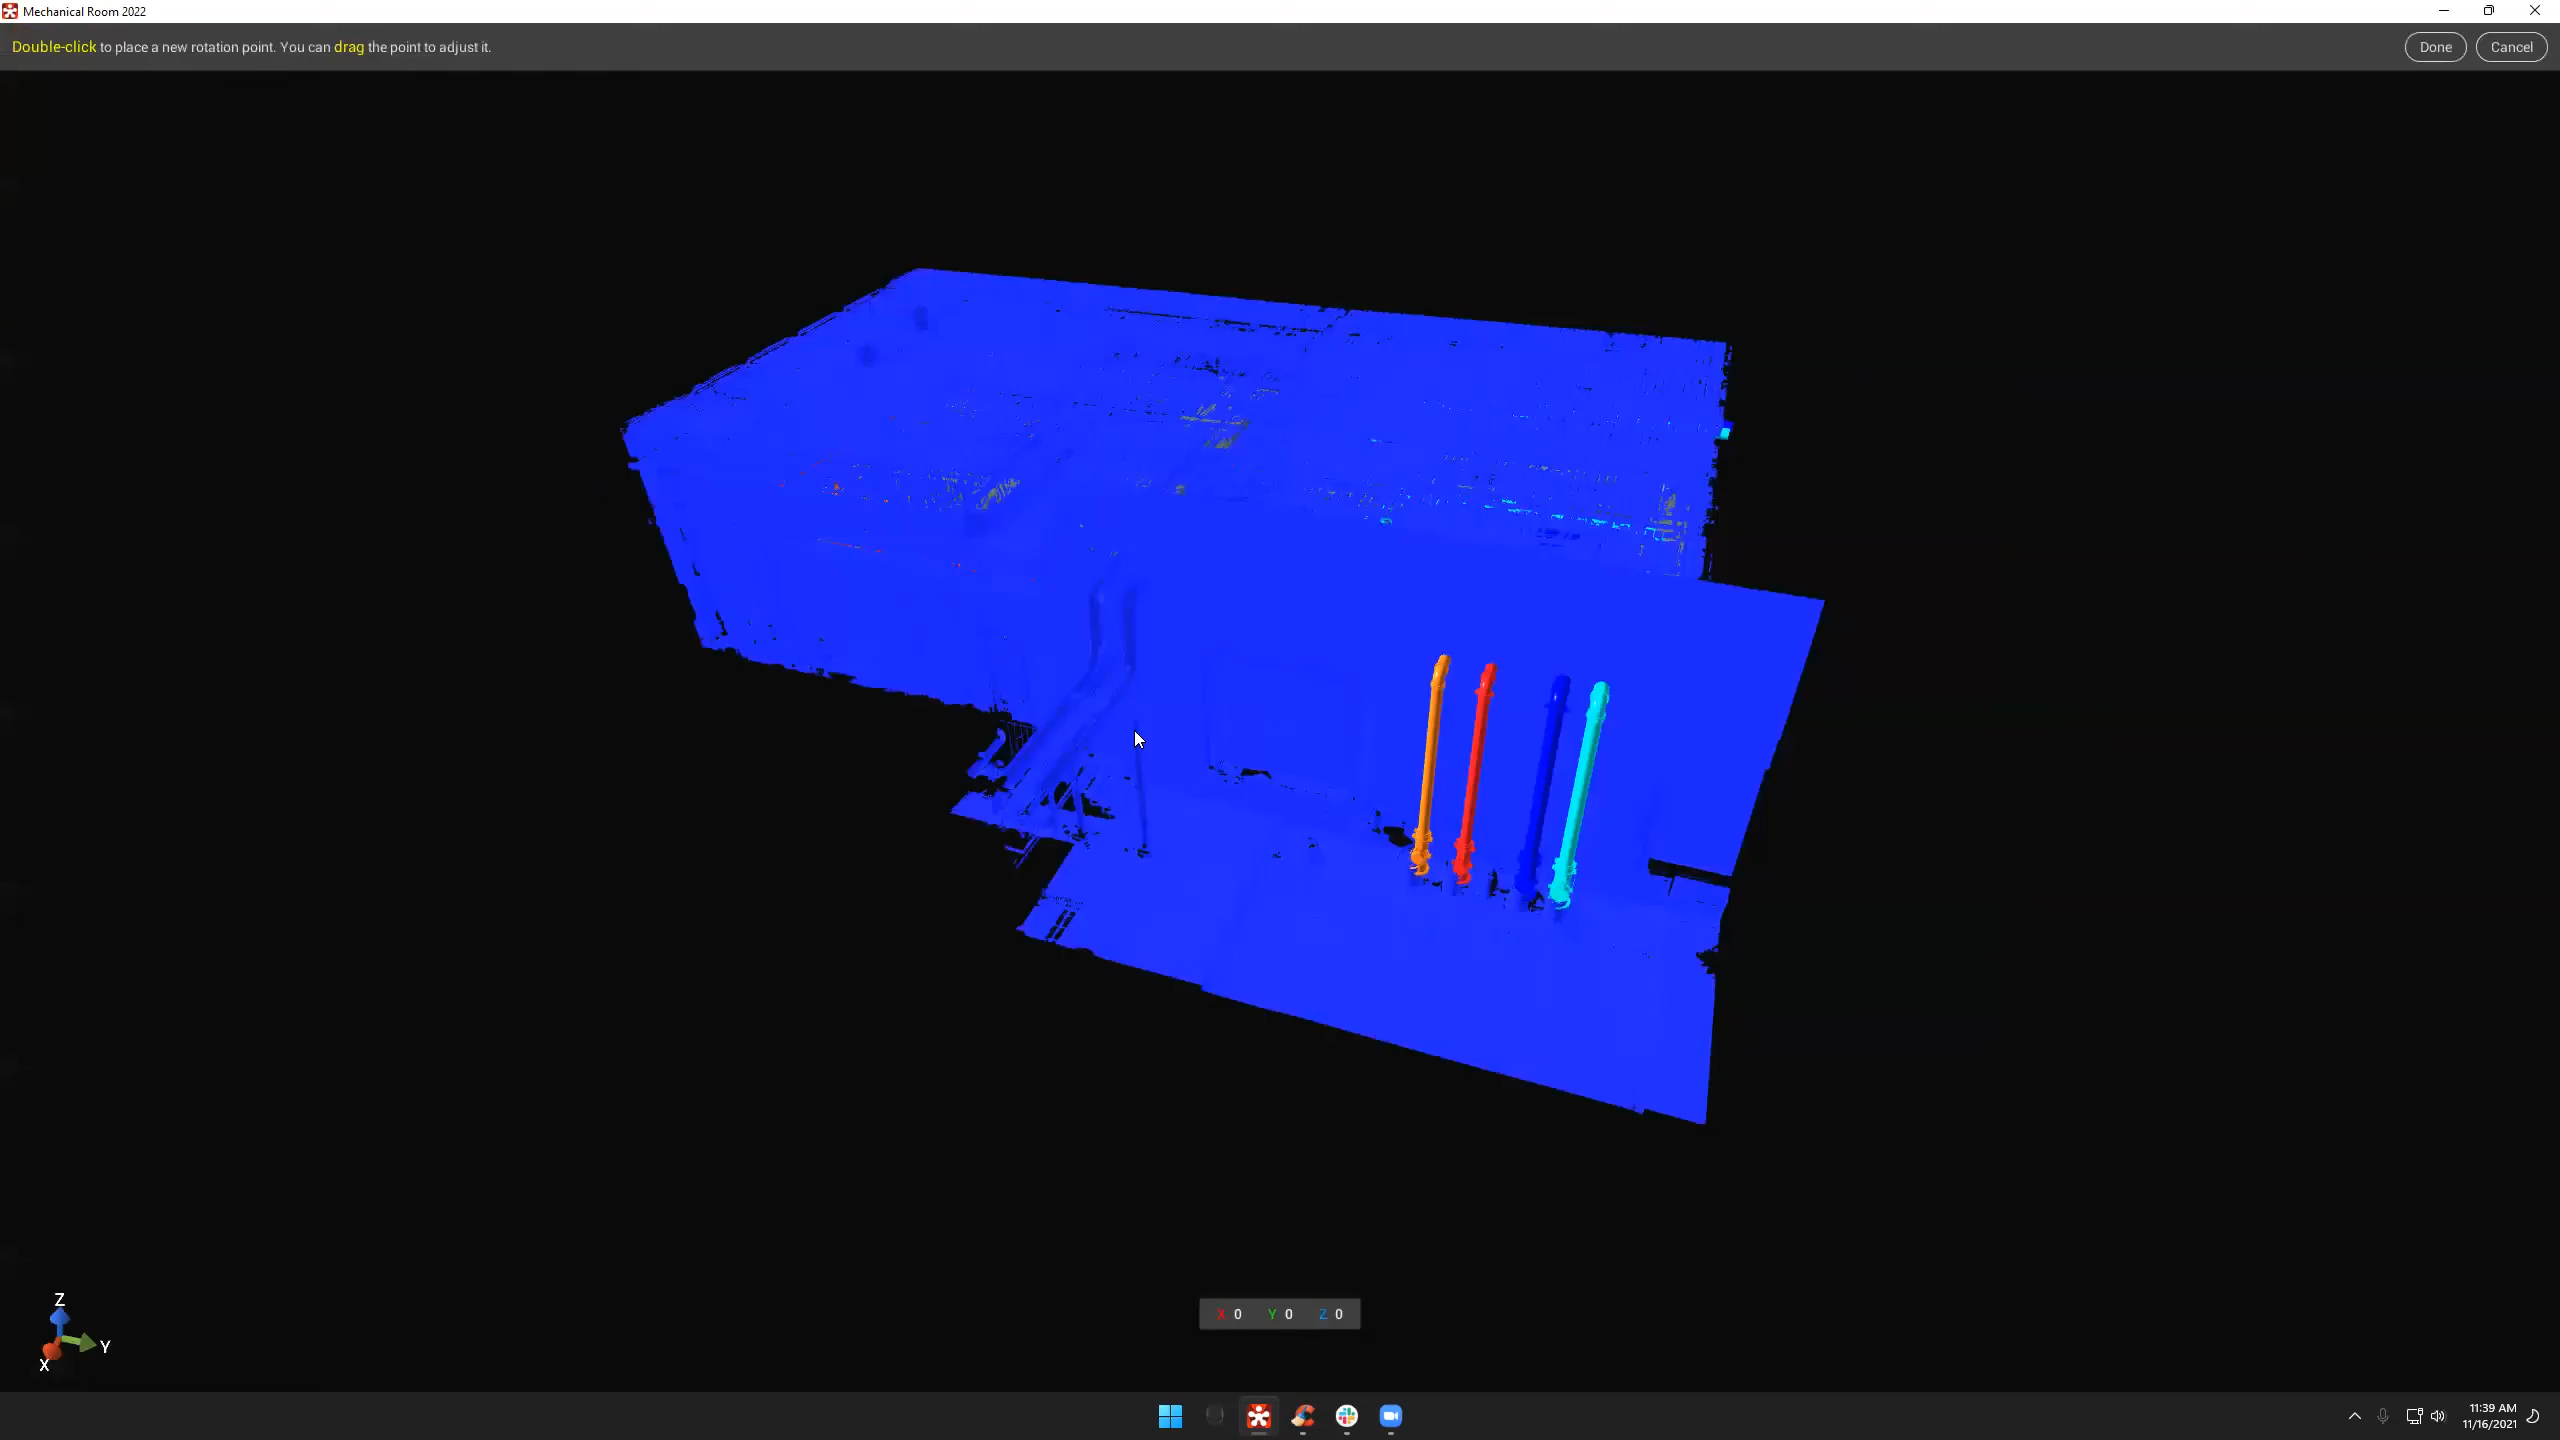 Mechanical Room 2022
Double-click to place a new rotation point. You can drag the point to adjust it.
Done
Cancel
Z
Y
X
X 0 Y 0 Z 0
11:39 AM
11/16/2021